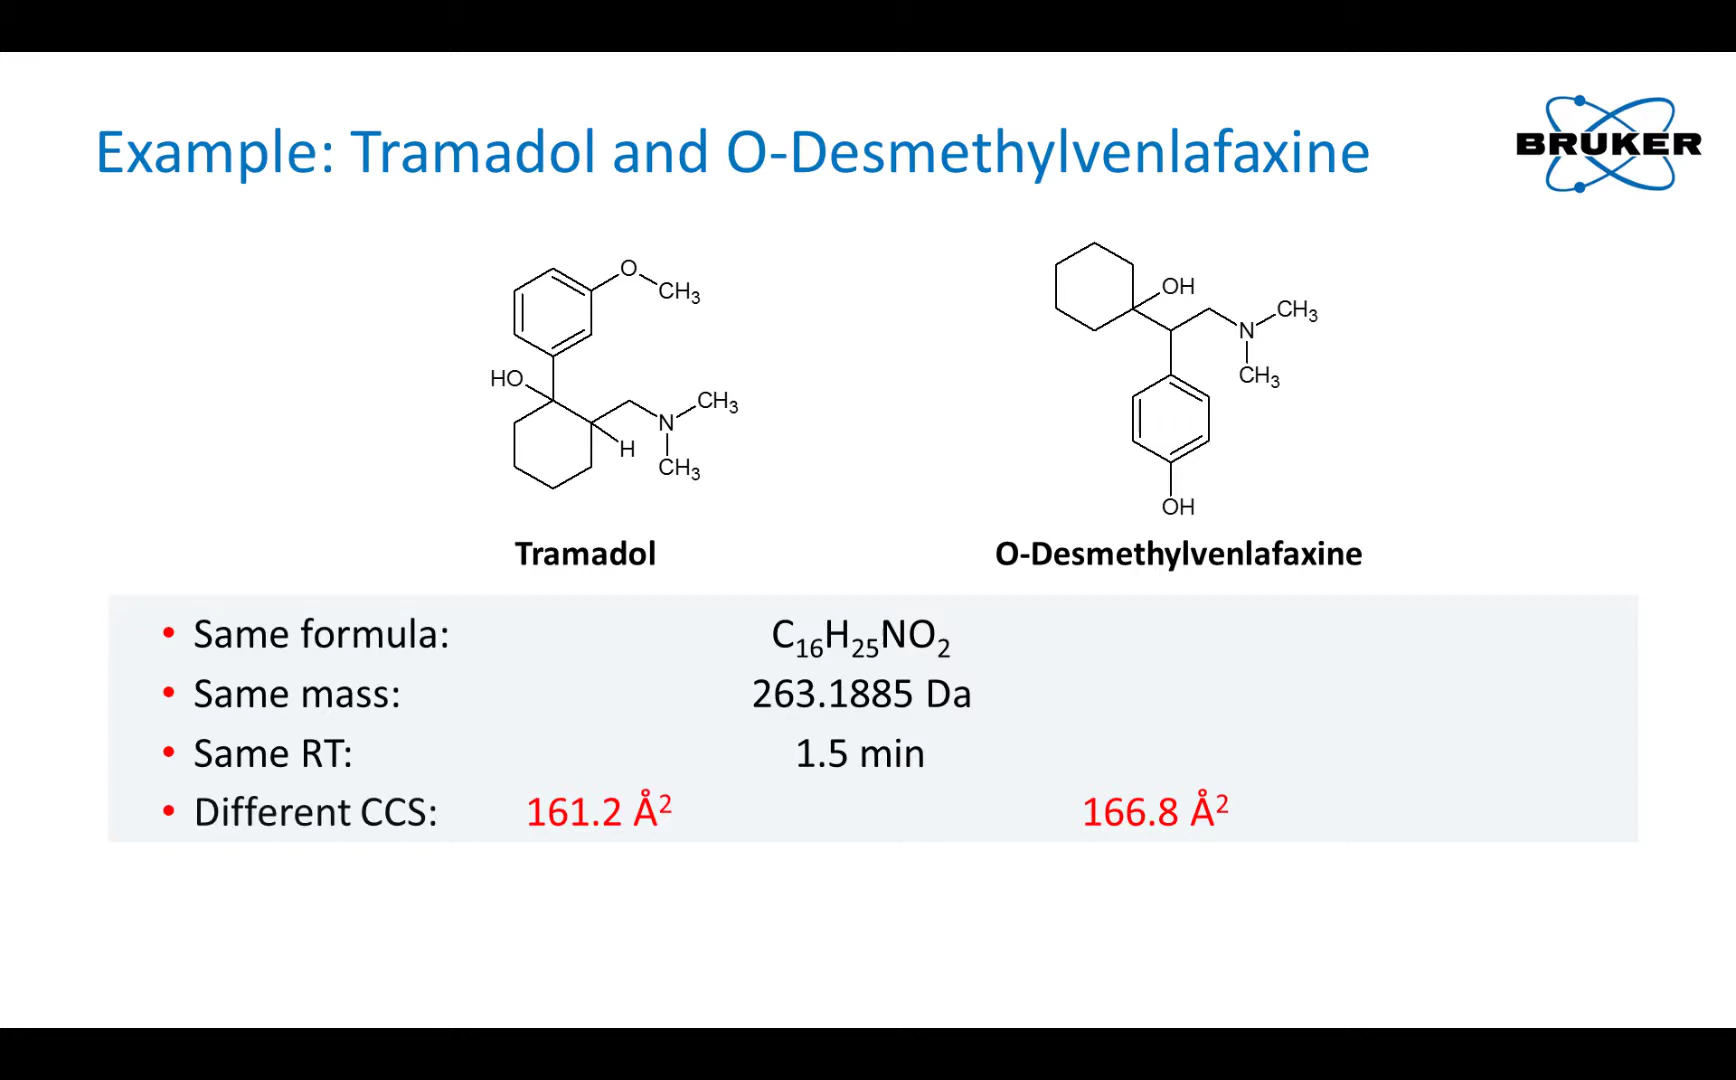 Example: Tramadol and O-Desmethylvenlafaxine
BRUKER
O
CH₃
HO
N
CH₃
H
CH₃
OH
N
CH₃
CH₃
OH
Tramadol
O-Desmethylvenlafaxine
• Same formula: C₁₆H₂₅NO₂
• Same mass: 263.1885 Da
• Same RT: 1.5 min
• Different CCS: 161.2 Å² 166.8 Å²